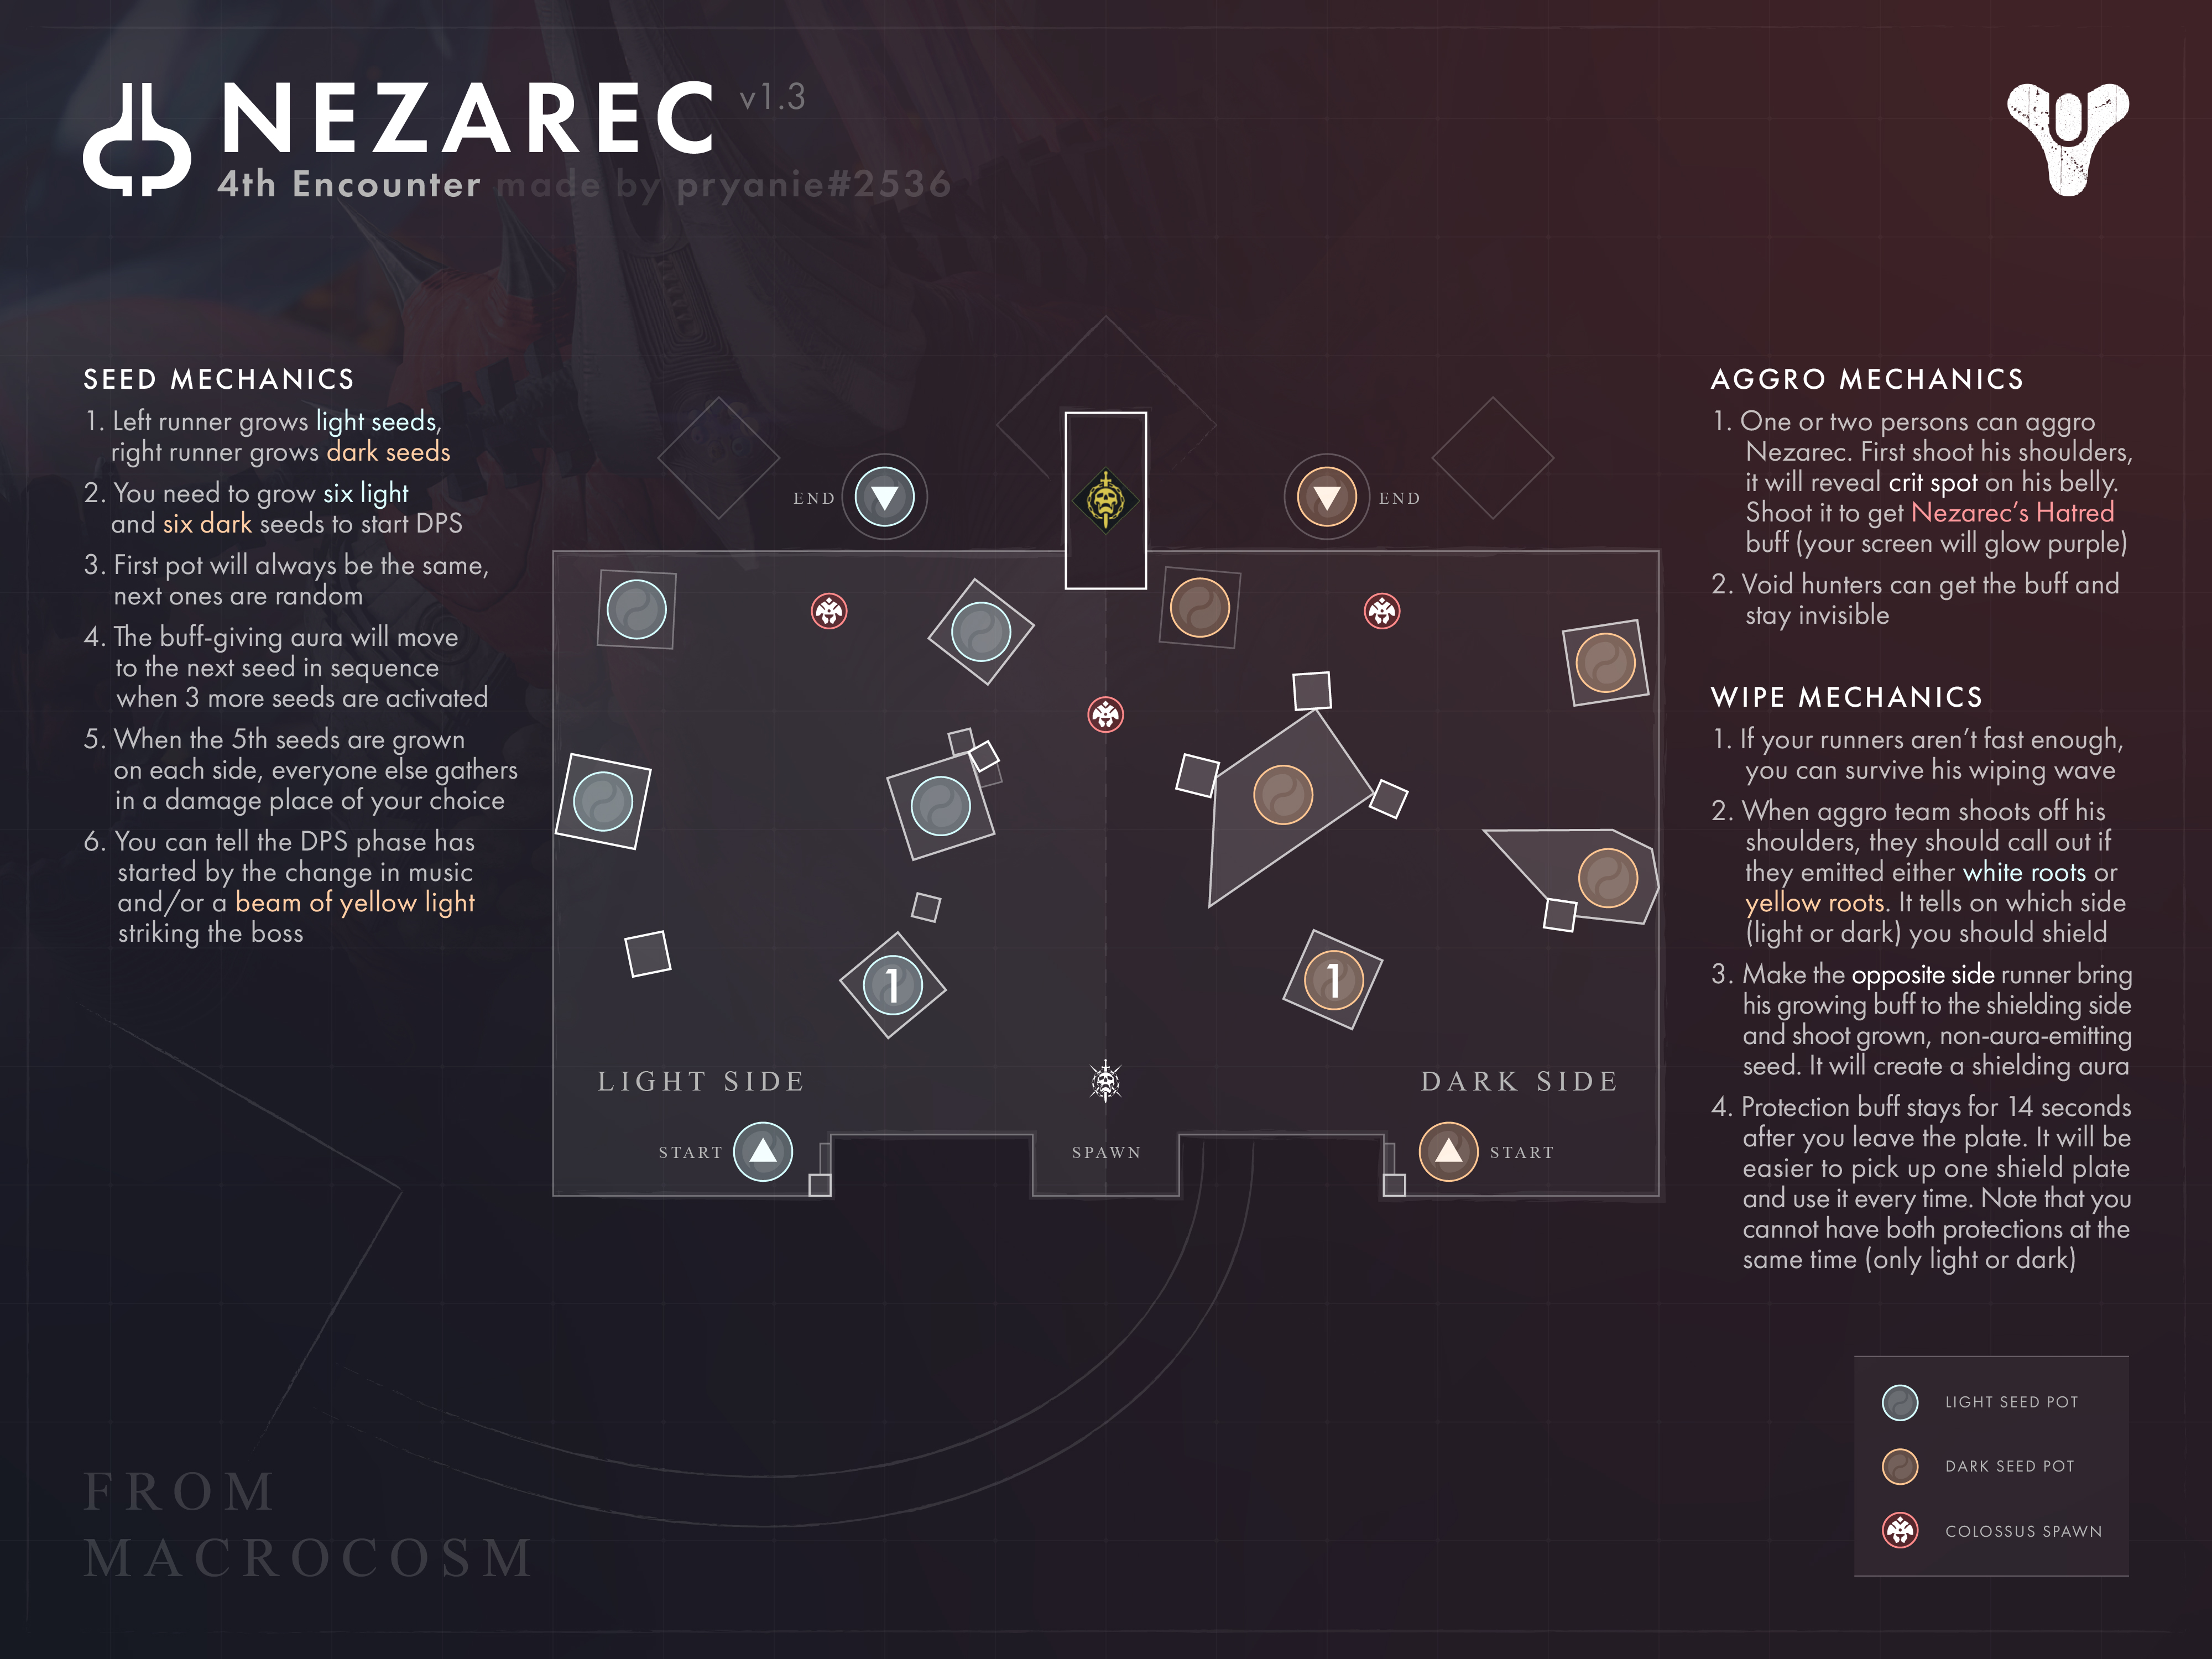 NEZAREC v1.3
4th Encounter made by pryanie#2536
SEED MECHANICS
1. Left runner grows light seeds,
right runner grows dark seeds
2. You need to grow six light
and six dark seeds to start DPS
3. First pot will always be the same,
next ones are random
4. The buff-giving aura will move
to the next seed in sequence
when 3 more seeds are activated
5. When the 5th seeds are grown
on each side, everyone else gathers
in a damage place of your choice
6. You can tell the DPS phase has
started by the change in music
and/or a beam of yellow light
striking the boss
END
END
1
1
LIGHT SIDE
DARK SIDE
START
SPAWN
START
AGGRO MECHANICS
1. One or two persons can aggro
Nezarec. First shoot his shoulders,
it will reveal crit spot on his belly.
Shoot it to get Nezarec's Hatred
buff (your screen will glow purple)
2. Void hunters can get the buff and
stay invisible
WIPE MECHANICS
1. If your runners aren't fast enough,
you can survive his wiping wave
2. When aggro team shoots off his
shoulders, they should call out if
they emitted either white roots or
yellow roots. It tells on which side
(light or dark) you should shield
3. Make the opposite side runner bring
his growing buff to the shielding side
and shoot grown, non-aura-emitting
seed. It will create a shielding aura
4. Protection buff stays for 14 seconds
after you leave the plate. It will be
easier to pick up one shield plate
and use it every time. Note that you
cannot have both protections at the
same time (only light or dark)
LIGHT SEED POT
DARK SEED POT
COLOSSUS SPAWN
FROM
MACROCOSM